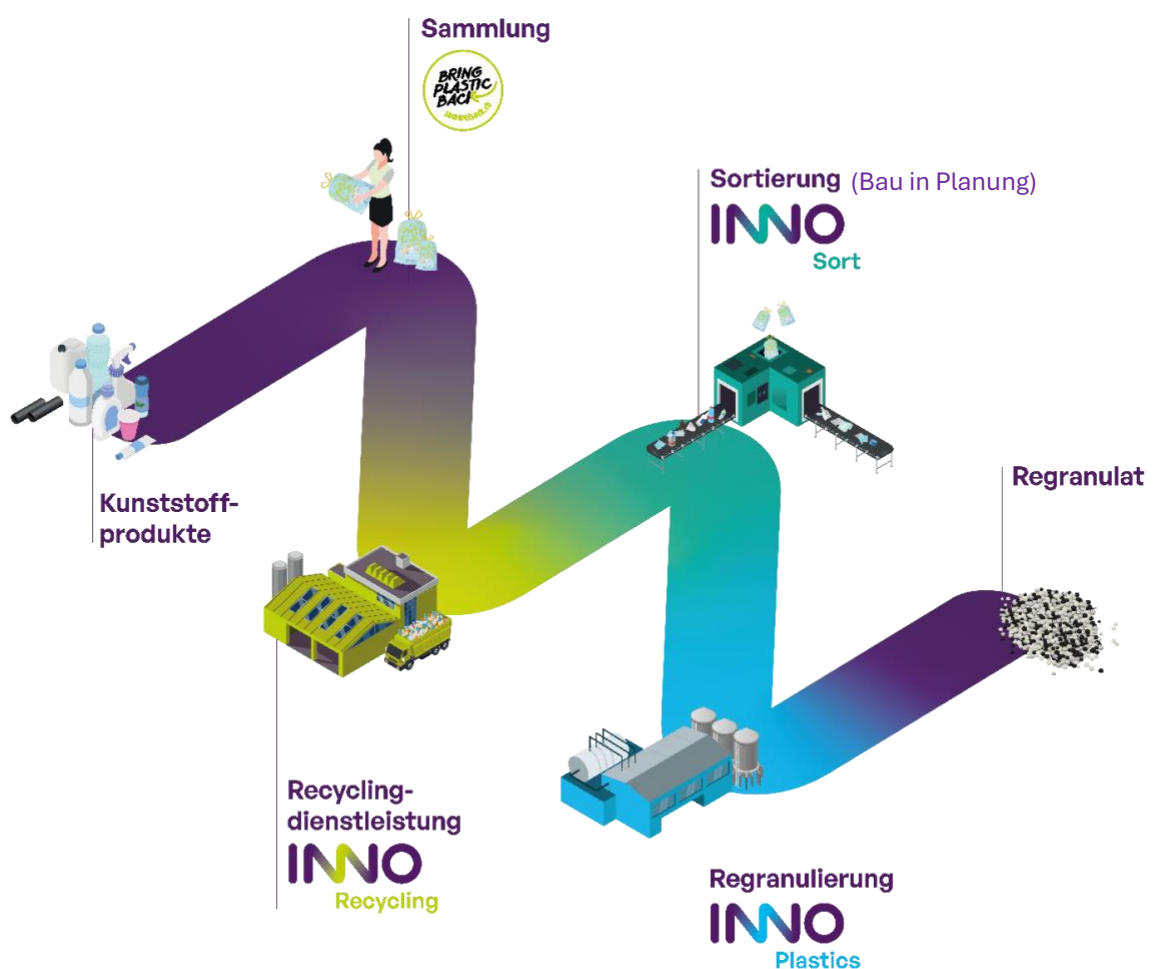 Sammlung
BRING
PLASTIC
BACK
Sortierung (Bau in Planung)
INNO
Sort
Kunststoff-
produkte
Regranulat
Recycling-
dienstleistung
INNO
Recycling
Regranulierung
INNO
Plastics